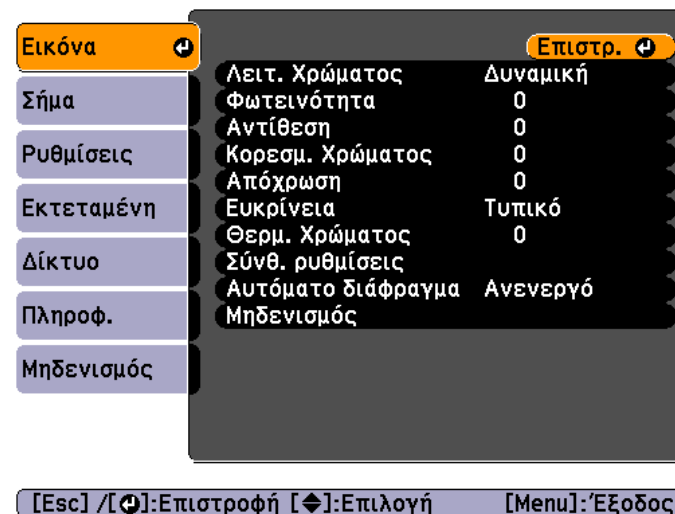 Εικόνα
Σήμα
Ρυθμίσεις
Εκτεταμένη
Δίκτυο
Πληροφ.
Μηδενισμός
Επιστρ.
Λειτ. Χρώματος Δυναμική
Φωτεινότητα 0
Αντίθεση 0
Κορεσμ. Χρώματος 0
Απόχρωση 0
Ευκρίνεια Τυπικό
Θερμ. Χρώματος 0
Σύνθ. ρυθμίσεις
Αυτόματο διάφραγμα Ανενεργό
Μηδενισμός
[Esc] /[⏎]:Επιστροφή [◆]:Επιλογή [Menu]:Έξοδος